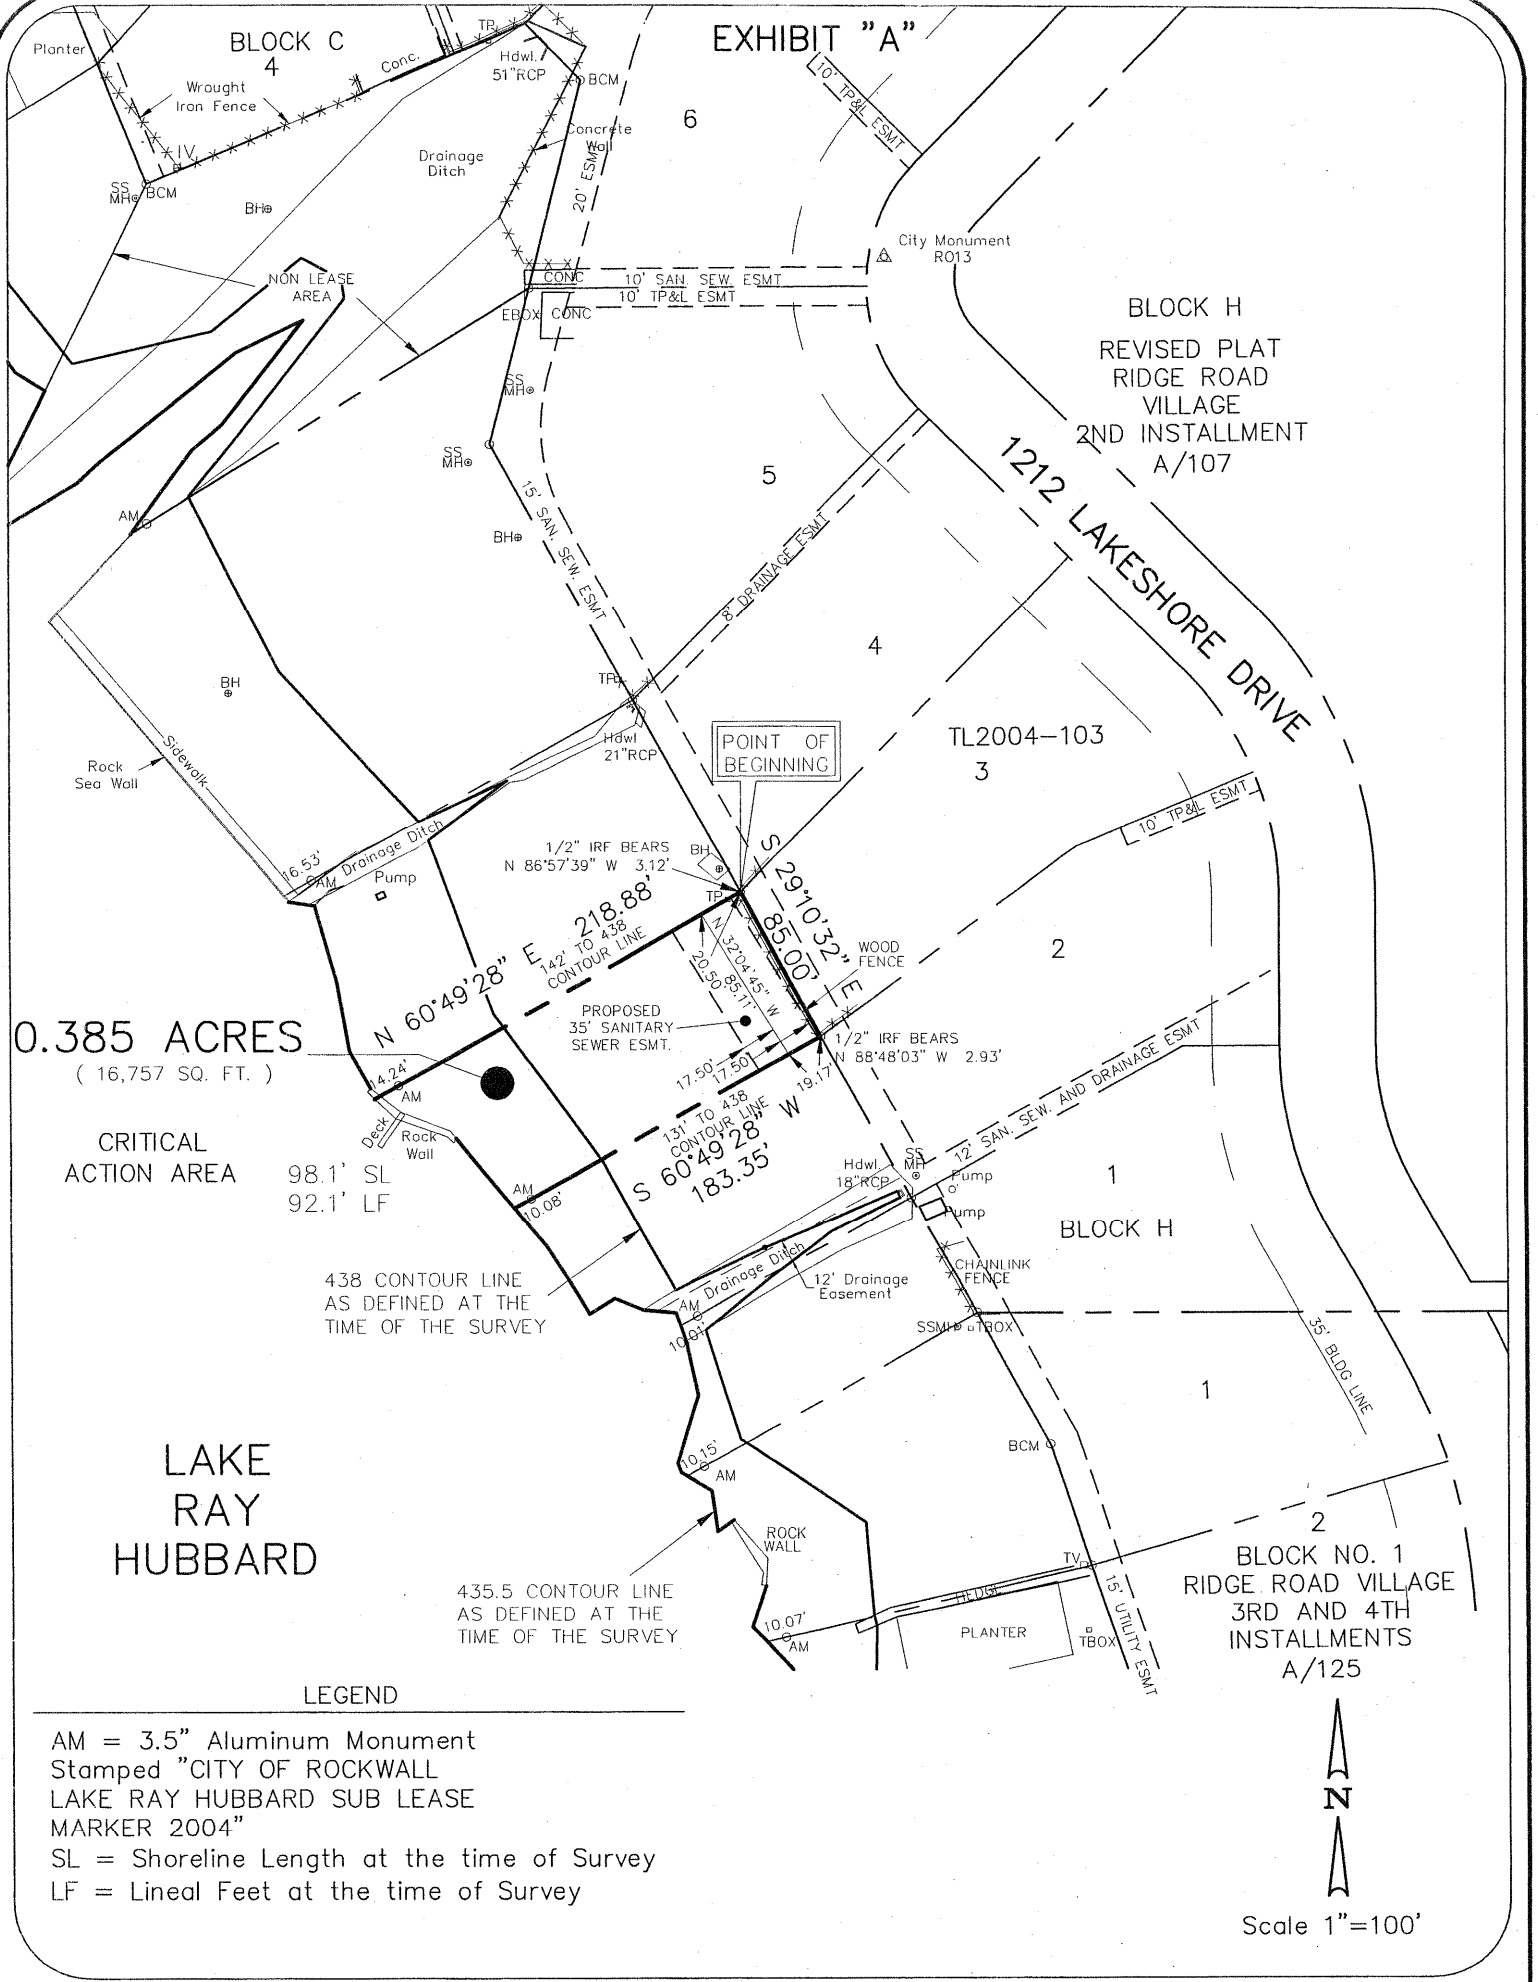 EXHIBIT "A"
Planter
BLOCK C
4
Conc.
TP
Hdwl.
51"RCP
BCM
Wrought
Iron Fence
Concrete
Wall
Drainage
Ditch
20' ESMT
6
10' TP&L ESMT
IV
SS
MH
BCM
BH
City Monument
RO13
NON LEASE
AREA
CONC
10' SAN. SEW. ESMT
10' TP&L ESMT
EBOX CONC
BLOCK H
REVISED PLAT
RIDGE ROAD
VILLAGE
2ND INSTALLMENT
A/107
SS
MH
SS
MH
5
1212 LAKESHORE DRIVE
AM
15' SAN. SEW. ESMT
BH
8' DRAINAGE ESMT
4
BH
TP
Hdwl
21"RCP
Sidewalk
Rock
Sea Wall
POINT OF
BEGINNING
TL2004-103
3
10' TP&L ESMT
Drainage Ditch
16.53'
AM
Pump
1/2" IRF BEARS
N 86°57'39" W 3.12'
BH
TP
S 29°10'32" E
85.00'
N 60°49'28" E 218.88'
142' TO 438
CONTOUR LINE
N 32°04'45" W
85.11'
20.50'
WOOD
FENCE
2
PROPOSED
35' SANITARY
SEWER ESMT.
0.385 ACRES
( 16,757 SQ. FT. )
1/2" IRF BEARS
N 88°48'03" W 2.93'
17.50'
17.50'
19.17'
14.24'
AM
Deck
Rock
Wall
131' TO 438
CONTOUR LINE
S 60°49'28" W
183.35'
12' SAN. SEW. AND DRAINAGE ESMT
CRITICAL
ACTION AREA
98.1' SL
92.1' LF
AM
10.08'
Hdwl.
18"RCP
SS
MH
Pump
Pump
1
BLOCK H
438 CONTOUR LINE
AS DEFINED AT THE
TIME OF THE SURVEY
Drainage Ditch
12' Drainage
Easement
CHAINLINK
FENCE
AM
10.01'
SSMH
TBOX
35' BLDG LINE
1
LAKE
RAY
HUBBARD
10.15'
AM
BCM
ROCK
WALL
435.5 CONTOUR LINE
AS DEFINED AT THE
TIME OF THE SURVEY
TV
HEDGE
10.07'
AM
PLANTER
TBOX
15' UTILITY ESMT
2
BLOCK NO. 1
RIDGE ROAD VILLAGE
3RD AND 4TH
INSTALLMENTS
A/125
LEGEND
AM = 3.5" Aluminum Monument
Stamped "CITY OF ROCKWALL
LAKE RAY HUBBARD SUB LEASE
MARKER 2004"
SL = Shoreline Length at the time of Survey
LF = Lineal Feet at the time of Survey
N
Scale 1"=100'